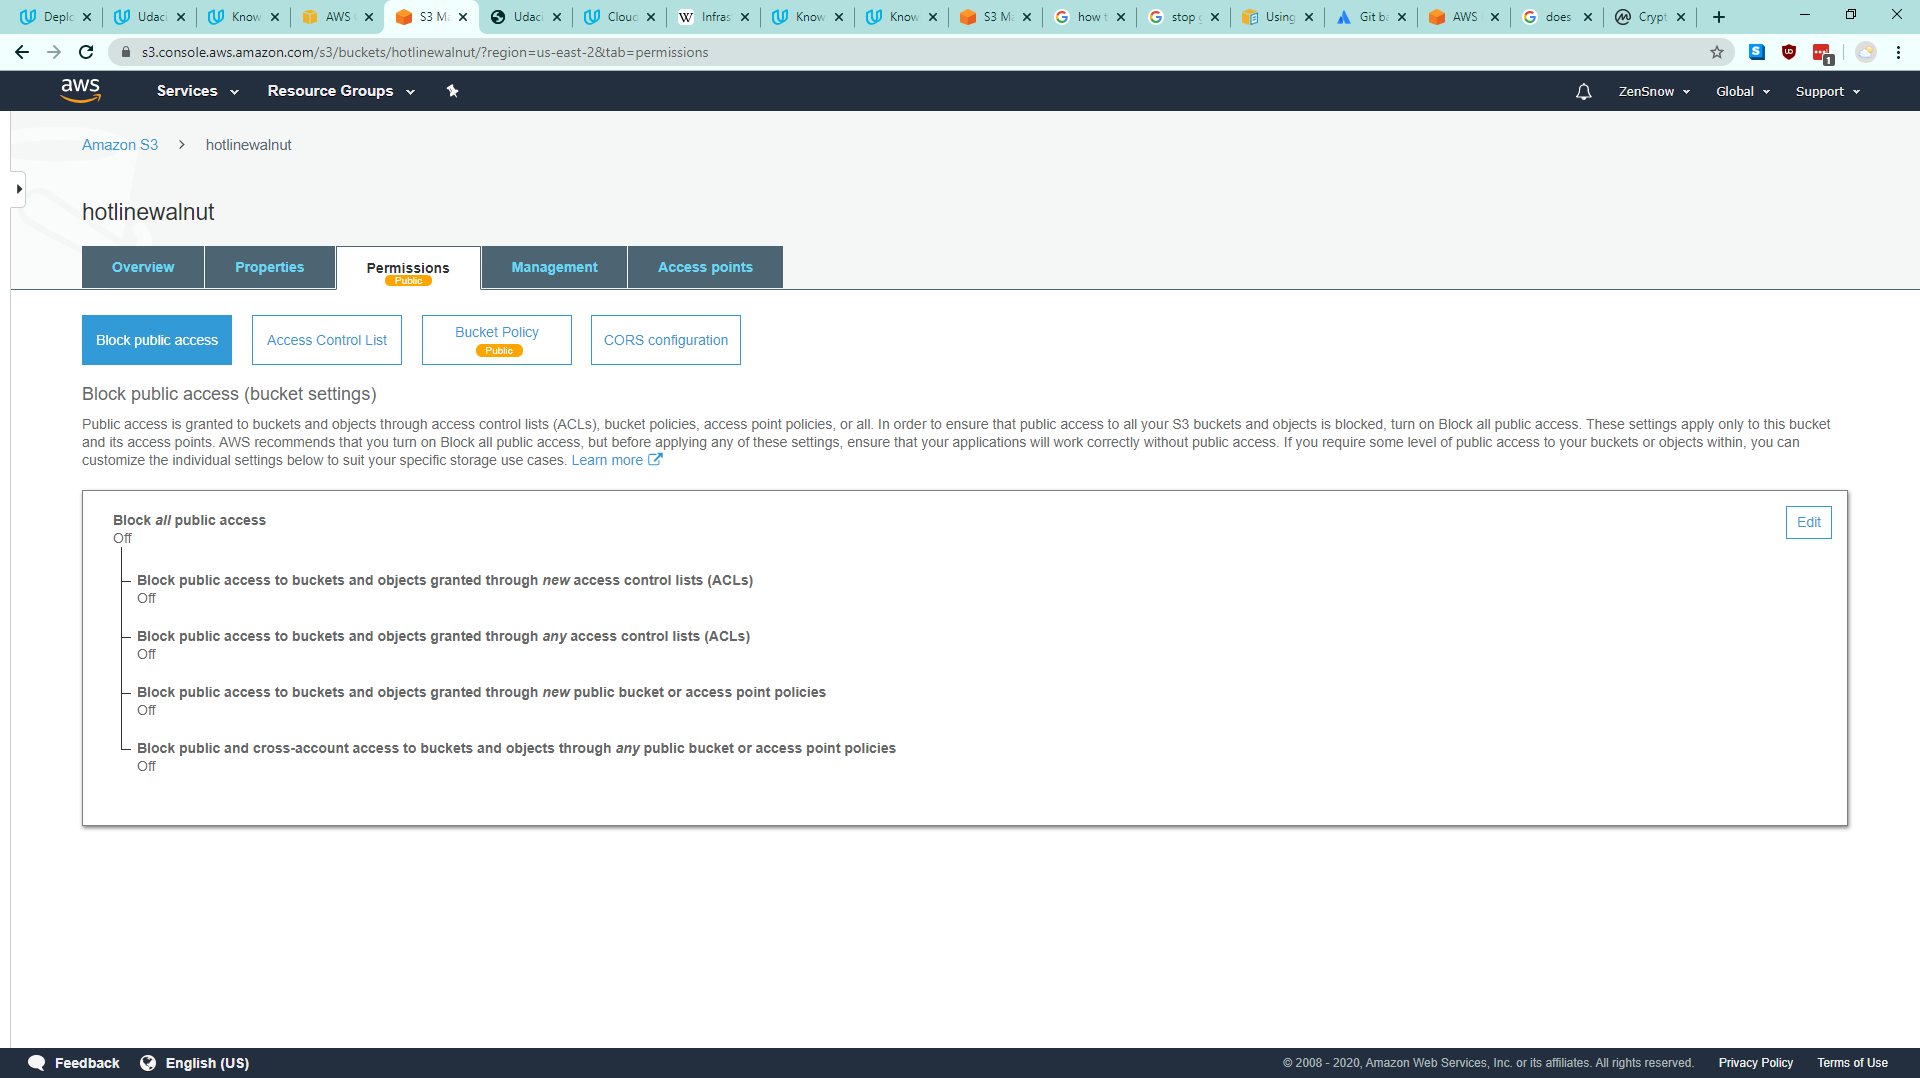 Deplo
Udaci
Know
AWS
S3 Ma
Udaci
Cloud
Infras
Know
Know
S3 Ma
how t
stop g
Using
Git ba
AWS
does
Crypt
s3.console.aws.amazon.com/s3/buckets/hotlinewalnut/?region=us-east-2&tab=permissions
1
aws
Services
Resource Groups
ZenSnow
Global
Support
Amazon S3
hotlinewalnut
hotlinewalnut
Overview
Properties
Permissions
Public
Management
Access points
Block public access
Access Control List
Bucket Policy
Public
CORS configuration
Block public access (bucket settings)
Public access is granted to buckets and objects through access control lists (ACLs), bucket policies, access point policies, or all. In order to ensure that public access to all your S3 buckets and objects is blocked, turn on Block all public access. These settings apply only to this bucket
and its access points. AWS recommends that you turn on Block all public access, but before applying any of these settings, ensure that your applications will work correctly without public access. If you require some level of public access to your buckets or objects within, you can
customize the individual settings below to suit your specific storage use cases. Learn more
Block all public access
Edit
Off
Block public access to buckets and objects granted through new access control lists (ACLs)
Off
Block public access to buckets and objects granted through any access control lists (ACLs)
Off
Block public access to buckets and objects granted through new public bucket or access point policies
Off
Block public and cross-account access to buckets and objects through any public bucket or access point policies
Off
Feedback
English (US)
© 2008 - 2020, Amazon Web Services, Inc. or its affiliates. All rights reserved.
Privacy Policy
Terms of Use